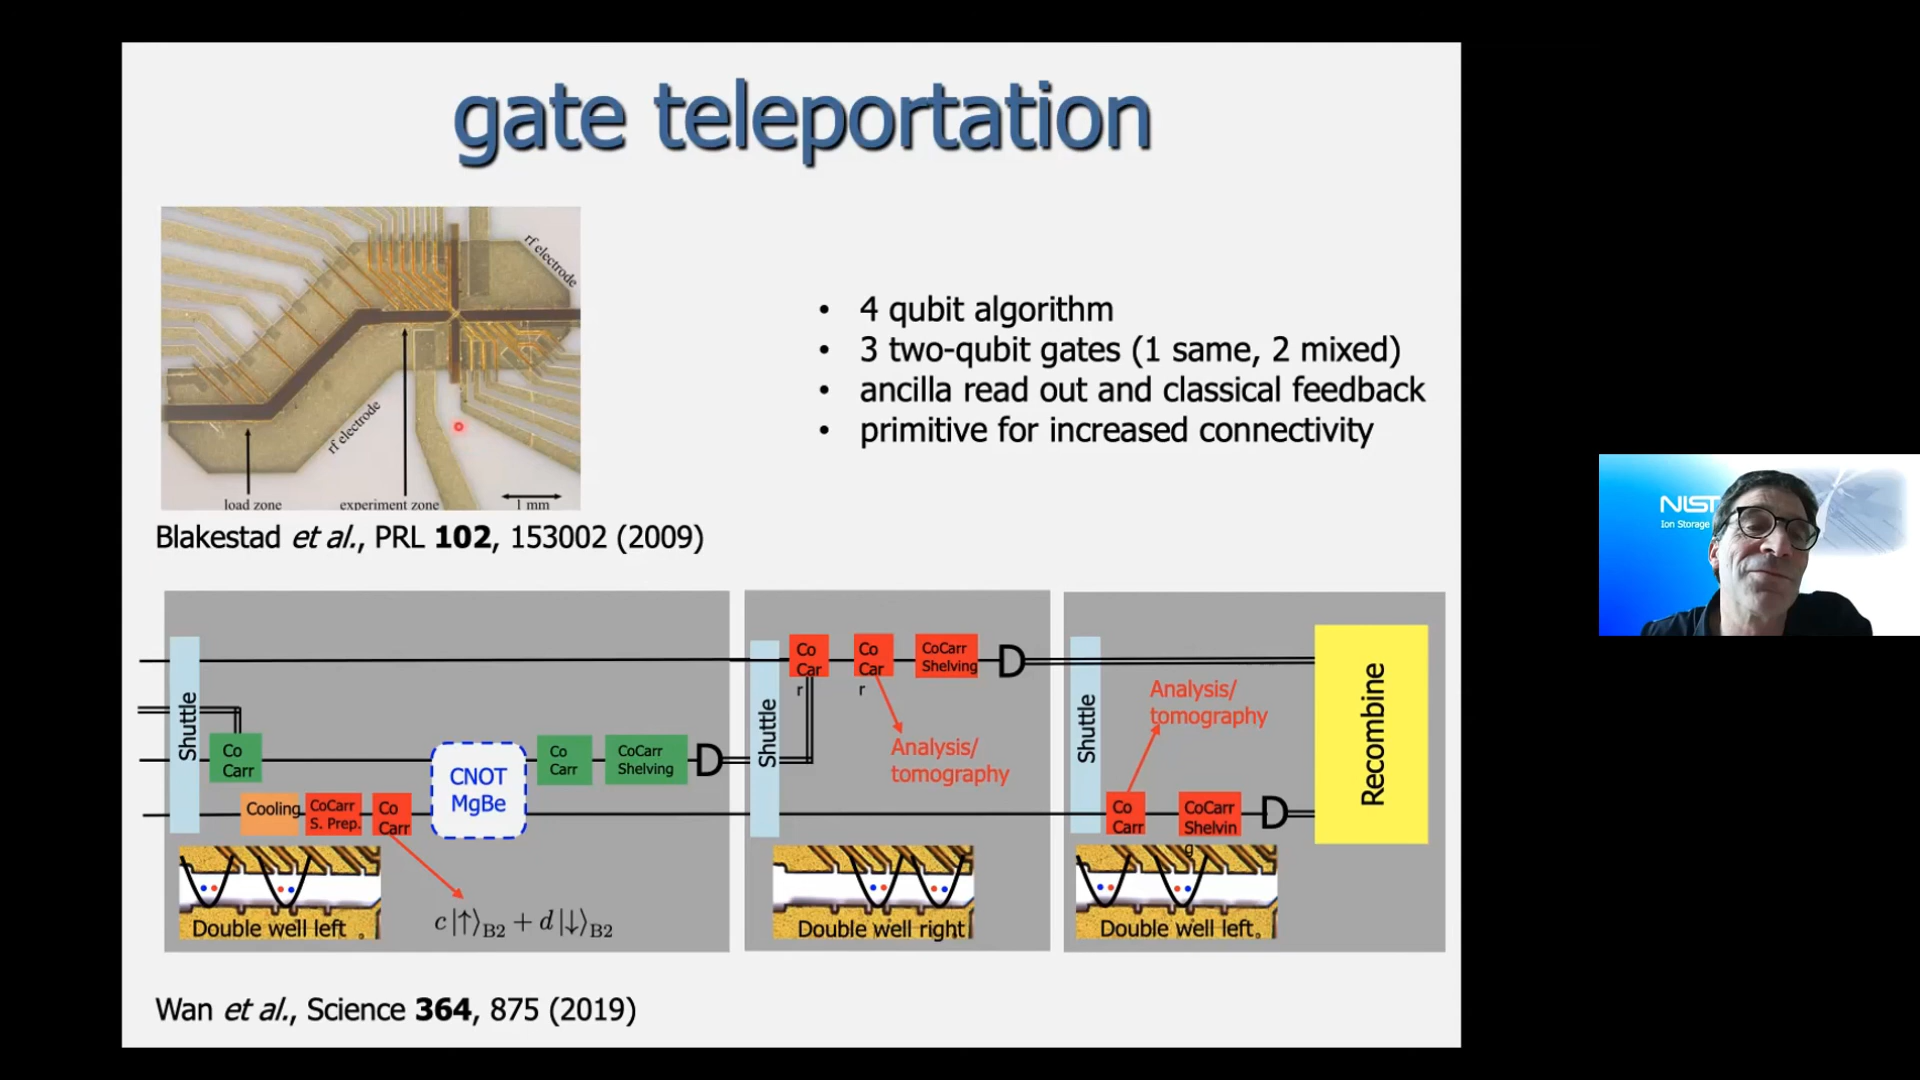 gate teleportation
rf electrode
rf electrode
load zone
experiment zone
1 mm
• 4 qubit algorithm
• 3 two-qubit gates (1 same, 2 mixed)
• ancilla read out and classical feedback
• primitive for increased connectivity
Blakestad et al., PRL 102, 153002 (2009)
NIST
Ion Storage
Shuttle
Co
Carr
Cooling
CoCarr
S. Prep.
Co
Carr
CNOT
MgBe
Co
Carr
CoCarr
Shelving
D
c|↑⟩B2 + d|↓⟩B2
Double well left
Shuttle
Co
Car
r
Co
Car
r
CoCarr
Shelving
D
Analysis/
tomography
Double well right
Shuttle
Analysis/
tomography
Co
Carr
CoCarr
Shelvin
g
D
Recombine
Double well left
Wan et al., Science 364, 875 (2019)